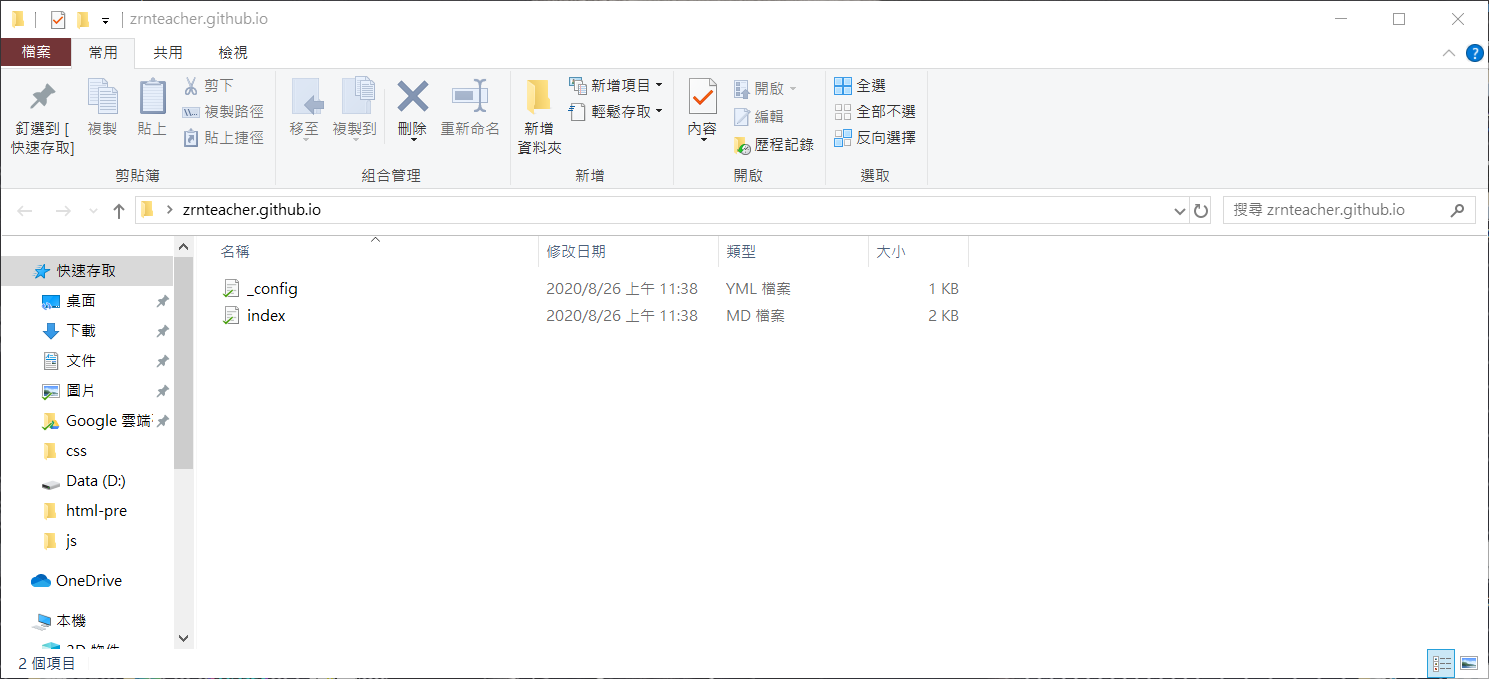 zrnteacher.github.io
檔案 常用 共用 檢視
釘選到 [
快速存取]
複製
貼上
剪下
複製路徑
貼上捷徑
剪貼簿
移至
複製到
刪除
重新命名
組合管理
新增
資料夾
新增項目
輕鬆存取
新增
內容
開啟
編輯
歷程記錄
開啟
全選
全部不選
反向選擇
選取
zrnteacher.github.io
搜尋 zrnteacher.github.io
名稱 修改日期 類型 大小
_config 2020/8/26 上午 11:38 YML 檔案 1 KB
index 2020/8/26 上午 11:38 MD 檔案 2 KB
快速存取
桌面
下載
文件
圖片
Google 雲端
css
Data (D:)
html-pre
js
OneDrive
本機
3D 物件
2 個項目